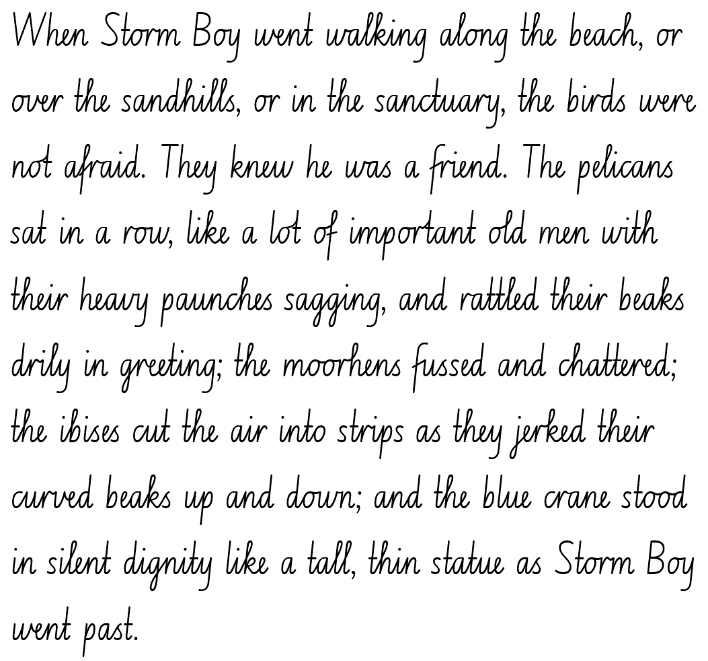 When Storm Boy went walking along the beach, or
over the sandhills, or in the sanctuary, the birds were
not afraid. They knew he was a friend. The pelicans
sat in a row, like a lot of important old men with
their heavy paunches sagging, and rattled their beaks
drily in greeting; the moorhens fussed and chattered;
the ibises cut the air into strips as they jerked their
curved beaks up and down; and the blue crane stood
in silent dignity like a tall, thin statue as Storm Boy
went past.